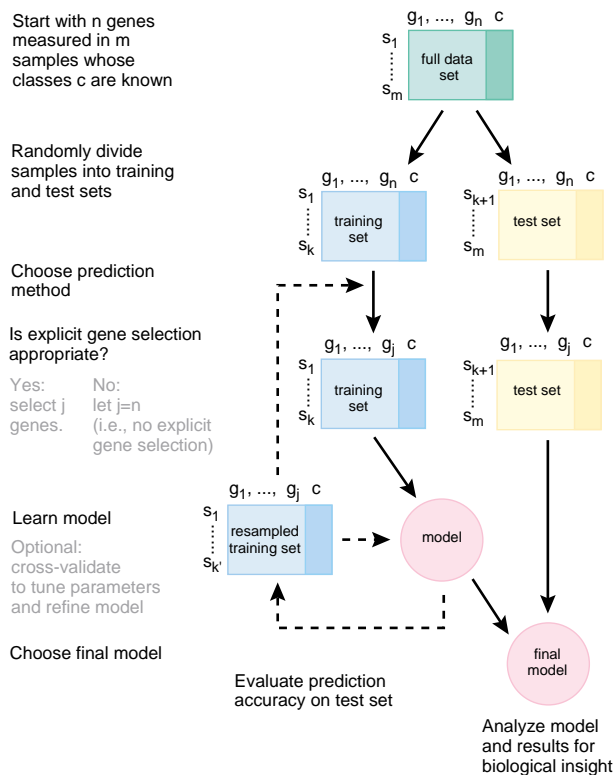 Start with n genes
measured in m
samples whose
classes c are known
g1, ..., gn c
s1
sm
full data
set
Randomly divide
samples into training
and test sets
g1, ..., gn c
s1
sk
training
set
g1, ..., gn c
sk+1
sm
test set
Choose prediction
method
Is explicit gene selection
appropriate?
Yes:
select j
genes.
No:
let j=n
(i.e., no explicit
gene selection)
g1, ..., gj c
s1
sk
training
set
g1, ..., gj c
sk+1
sm
test set
Learn model
Optional:
cross-validate
to tune parameters
and refine model
g1, ..., gj c
s1
sk'
resampled
training set
model
Choose final model
final
model
Evaluate prediction
accuracy on test set
Analyze model
and results for
biological insight